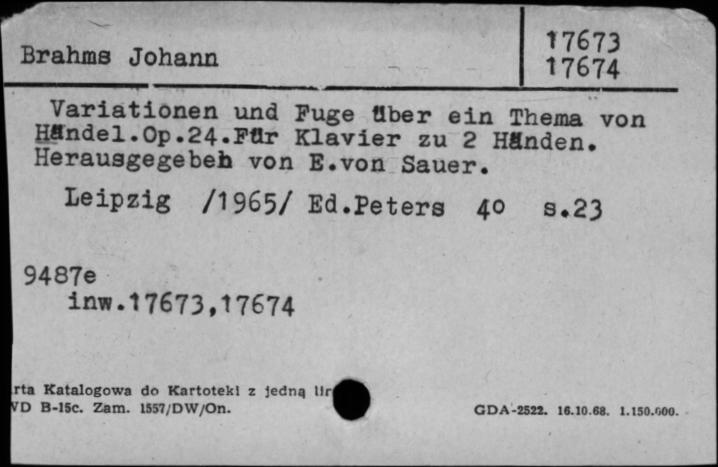 Brahms Johann
17673
17674
Variationen und Fuge über ein Thema von
Händel.Op.24.Für Klavier zu 2 Händen.
Herausgegebeh von E.von Sauer.
Leipzig /1965/ Ed.Peters 4o s.23
9487e
inw.17673,17674
rta Katalogowa do Kartoteki z jedną
VD B-15c. Zam. 1557/DW/On.
GDA-2522. 16.10.68. 1.150.000.